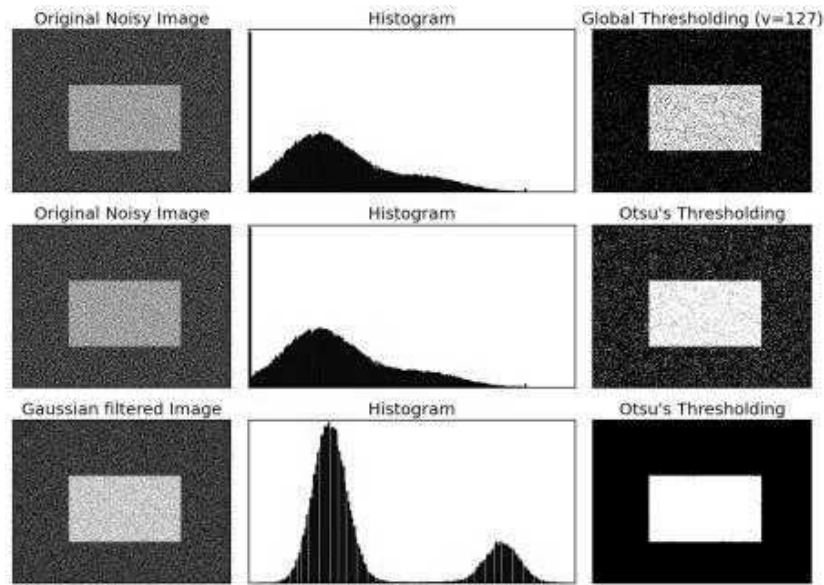 Original Noisy Image
Histogram
Global Thresholding (v=127)
Original Noisy Image
Histogram
Otsu's Thresholding
Gaussian filtered Image
Histogram
Otsu's Thresholding